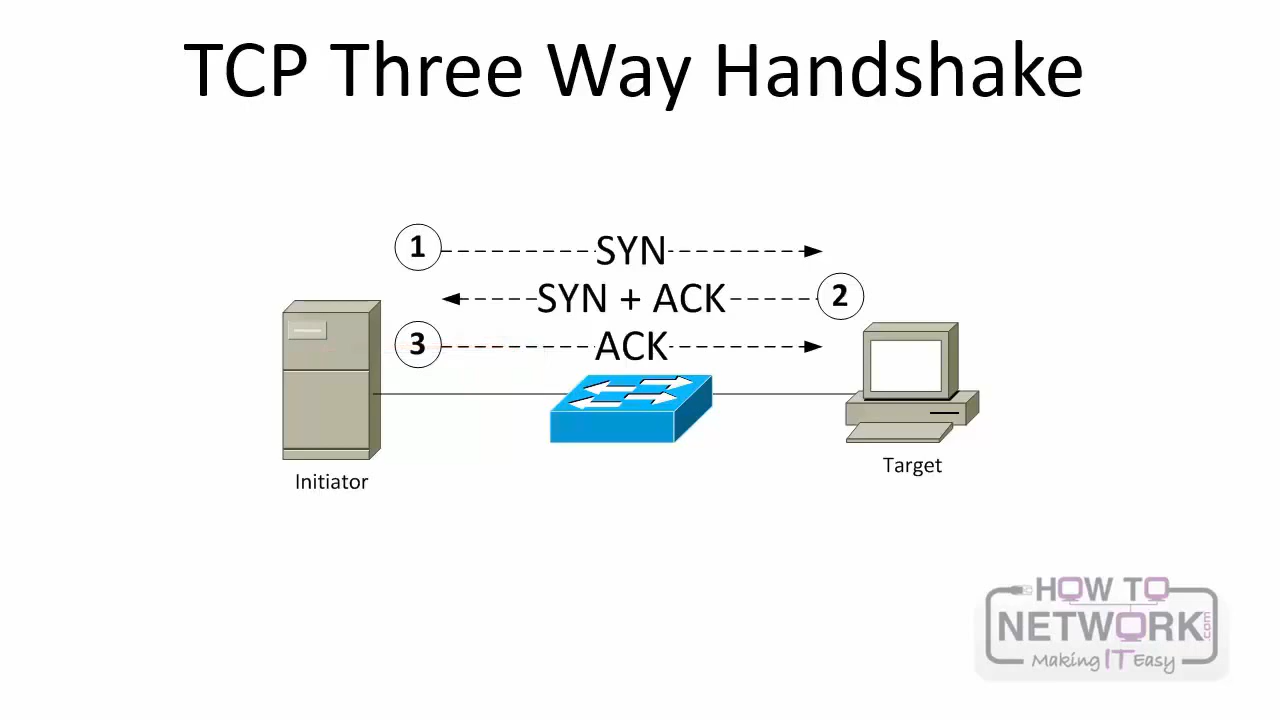 TCP Three Way Handshake
1 SYN
SYN + ACK 2
3 ACK
Initiator
Target
HOW TO
NETWORK.com
Making IT Easy